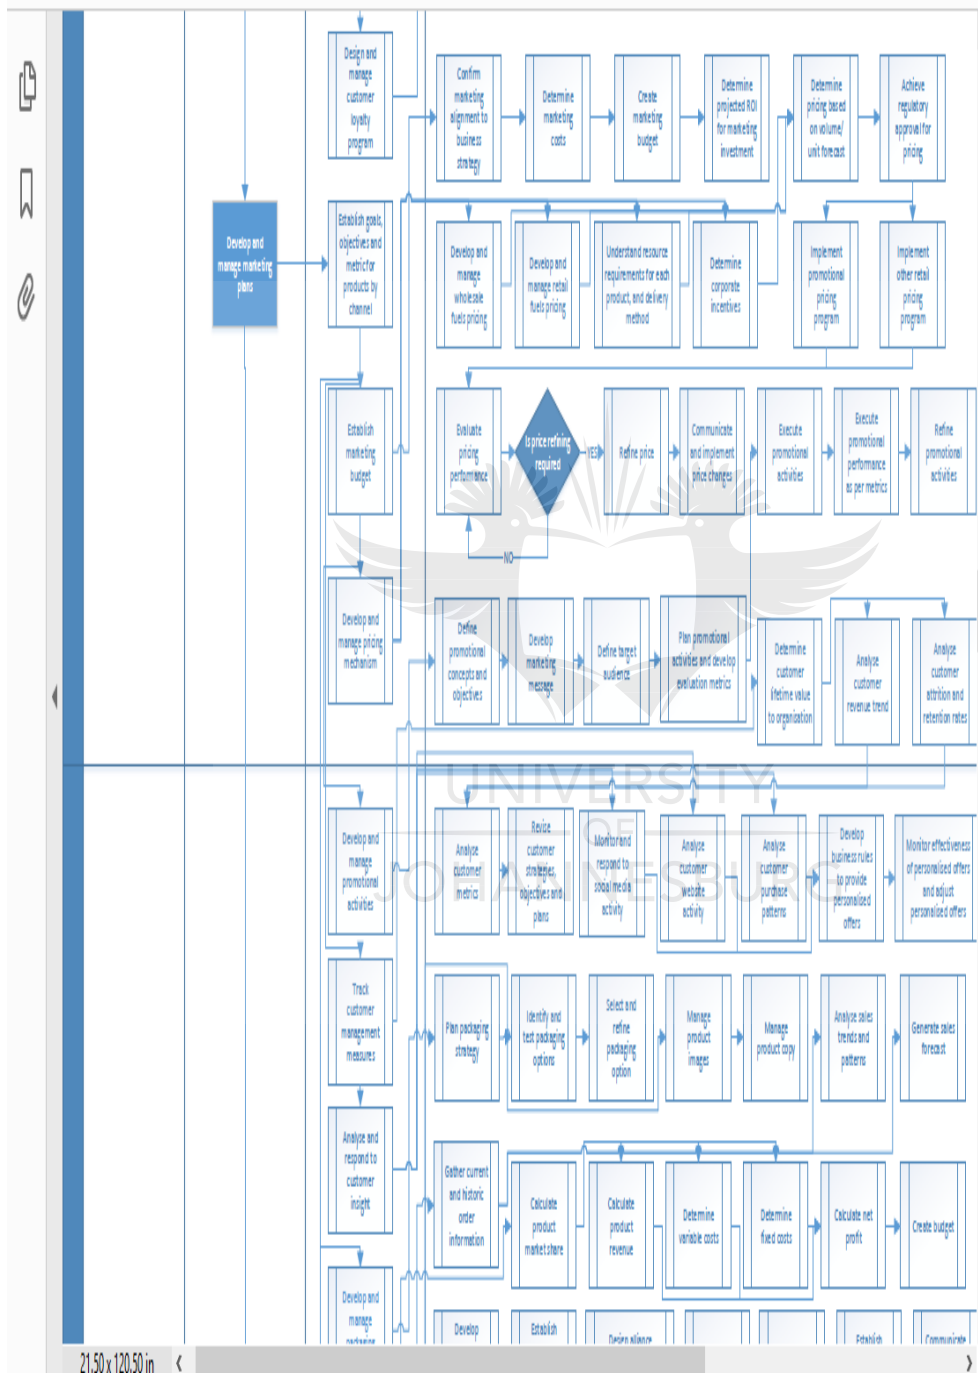 Design and
manage
customer
loyalty
program
Confirm
marketing
alignment to
business
strategy
Determine
marketing
costs
Create
marketing
budget
Determine
projected ROI
for marketing
investment
Determine
pricing based
on volume/
unit forecast
Achieve
regulatory
approval for
pricing
Develop and
manage marketing
plans
Establish goals,
objectives and
metric for
products by
channel
Develop and
manage
wholesale
fuels pricing
Develop and
manage retail
fuels pricing
Understand resource
requirements for each
product, and delivery
method
Determine
corporate
incentives
Implement
promotional
pricing
program
Implement
other retail
pricing
program
Establish
marketing
budget
Evaluate
pricing
performance
Is price refining
required
YES
NO
Refine price
Communicate
and implement
price changes
Execute
promotional
activities
Execute
promotional
performance
as per metrics
Refine
promotional
activities
Develop and
manage pricing
mechanism
Define
promotional
concepts and
objectives
Develop
marketing
message
Define target
audience
Plan promotional
activities and develop
evaluation metrics
Determine
customer
lifetime value
to organisation
Analyse
customer
revenue trend
Analyse
customer
attrition and
retention rates
UNIVERSITY
OF
JOHANNESBURG
Develop and
manage
promotional
activities
Analyse
customer
metrics
Revise
customer
strategies,
objectives and
plans
Monitor and
respond to
social media
activity
Analyse
customer
website
activity
Analyse
customer
purchase
patterns
Develop
business rules
to provide
personalised
offers
Monitor effectiveness
of personalised offers
and adjust
personalised offers
Track
customer
management
measures
Plan packaging
strategy
Identify and
test packaging
options
Select and
refine
packaging
option
Manage
product
images
Manage
product copy
Analyse sales
trends and
patterns
Generate sales
forecast
Analyse and
respond to
customer
insight
Gather current
and historic
order
information
Calculate
product
market share
Calculate
product
revenue
Determine
variable costs
Determine
fixed costs
Calculate net
profit
Create budget
Develop and
manage
packaging
Develop
Establish
Design alliance
Establish
Communicate
21.50 x 120.50 in